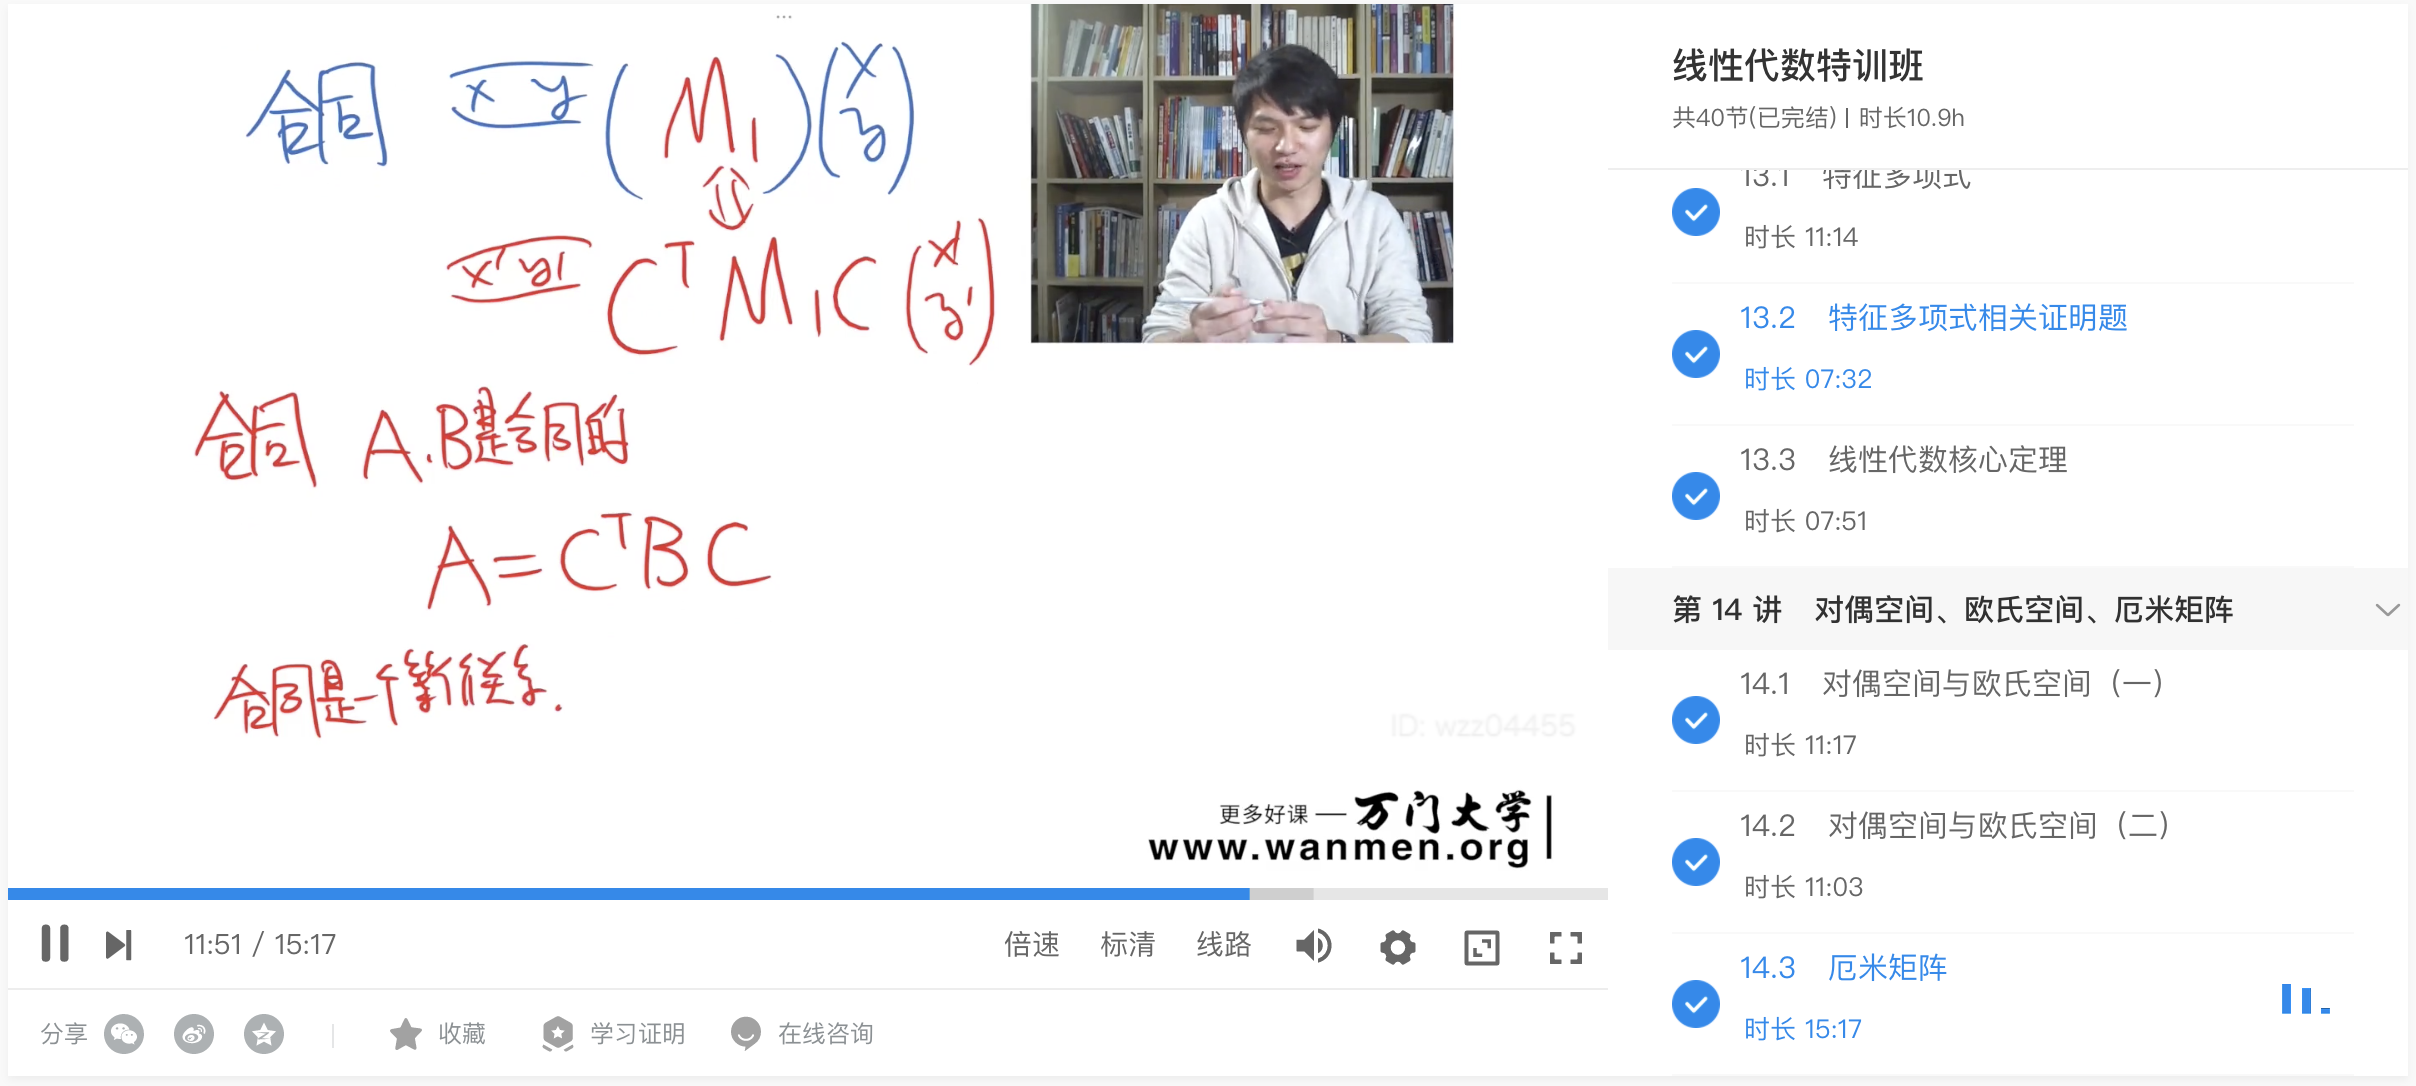 合同 x y ( M₁ ) ( x y )
x' y' CᵀM₁C ( x' y' )
合同 A.B是合同的
A=CᵀBC
合同是一个等价关系.
ID: wzz04455
更多好课 — 万门大学
www.wanmen.org
11:51 / 15:17
倍速 标清 线路
分享 收藏 学习证明 在线咨询
线性代数特训班
共40节(已完结) | 时长10.9h
13.1 特征多项式
时长 11:14
13.2 特征多项式相关证明题
时长 07:32
13.3 线性代数核心定理
时长 07:51
第 14 讲 对偶空间、欧氏空间、厄米矩阵
14.1 对偶空间与欧氏空间（一）
时长 11:17
14.2 对偶空间与欧氏空间（二）
时长 11:03
14.3 厄米矩阵
时长 15:17